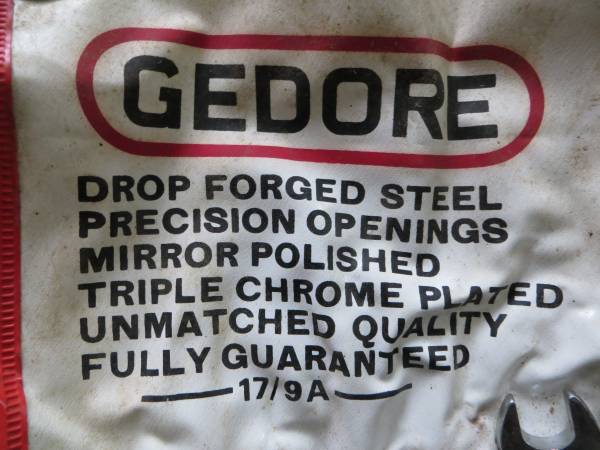 GEDORE
DROP FORGED STEEL
PRECISION OPENINGS
MIRROR POLISHED
TRIPLE CHROME PLATED
UNMATCHED QUALITY
FULLY GUARANTEED
17/9A